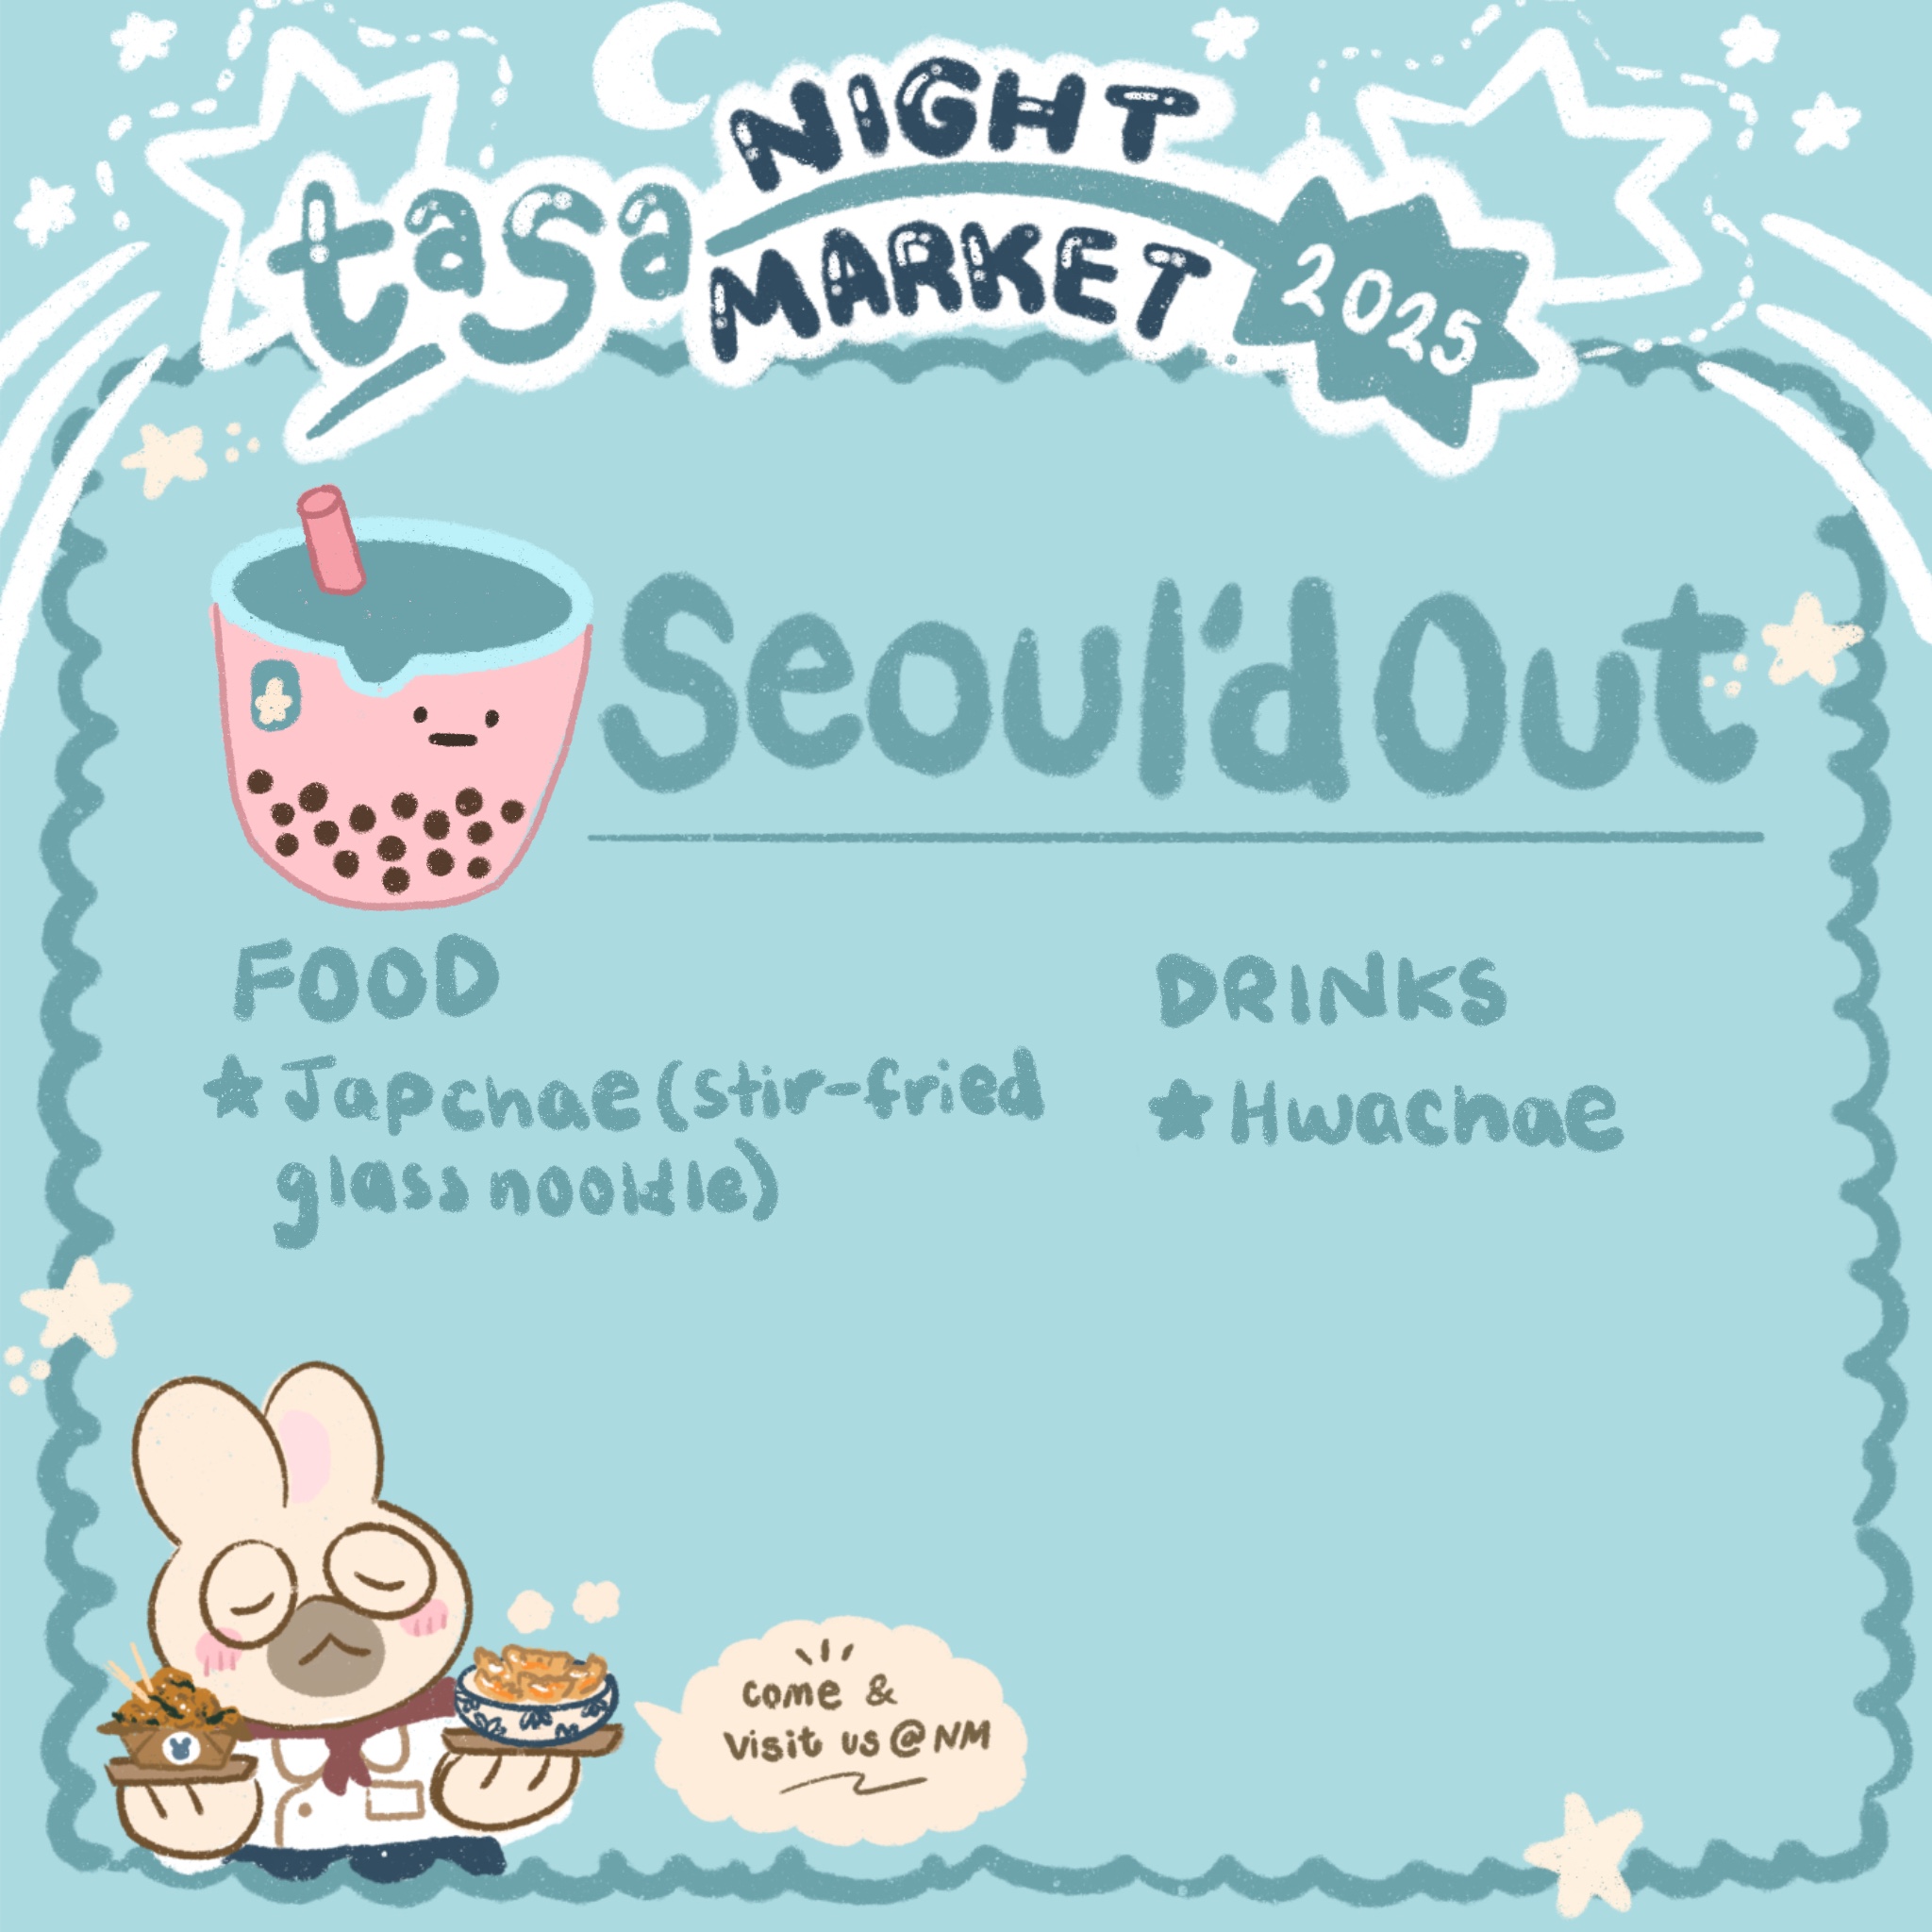 tasa NIGHT
MARKET 2025
Seoul'd Out
FOOD
★ Japchae (stir-fried
glass noodle)
DRINKS
★ Hwachae
come &
visit us @ NM